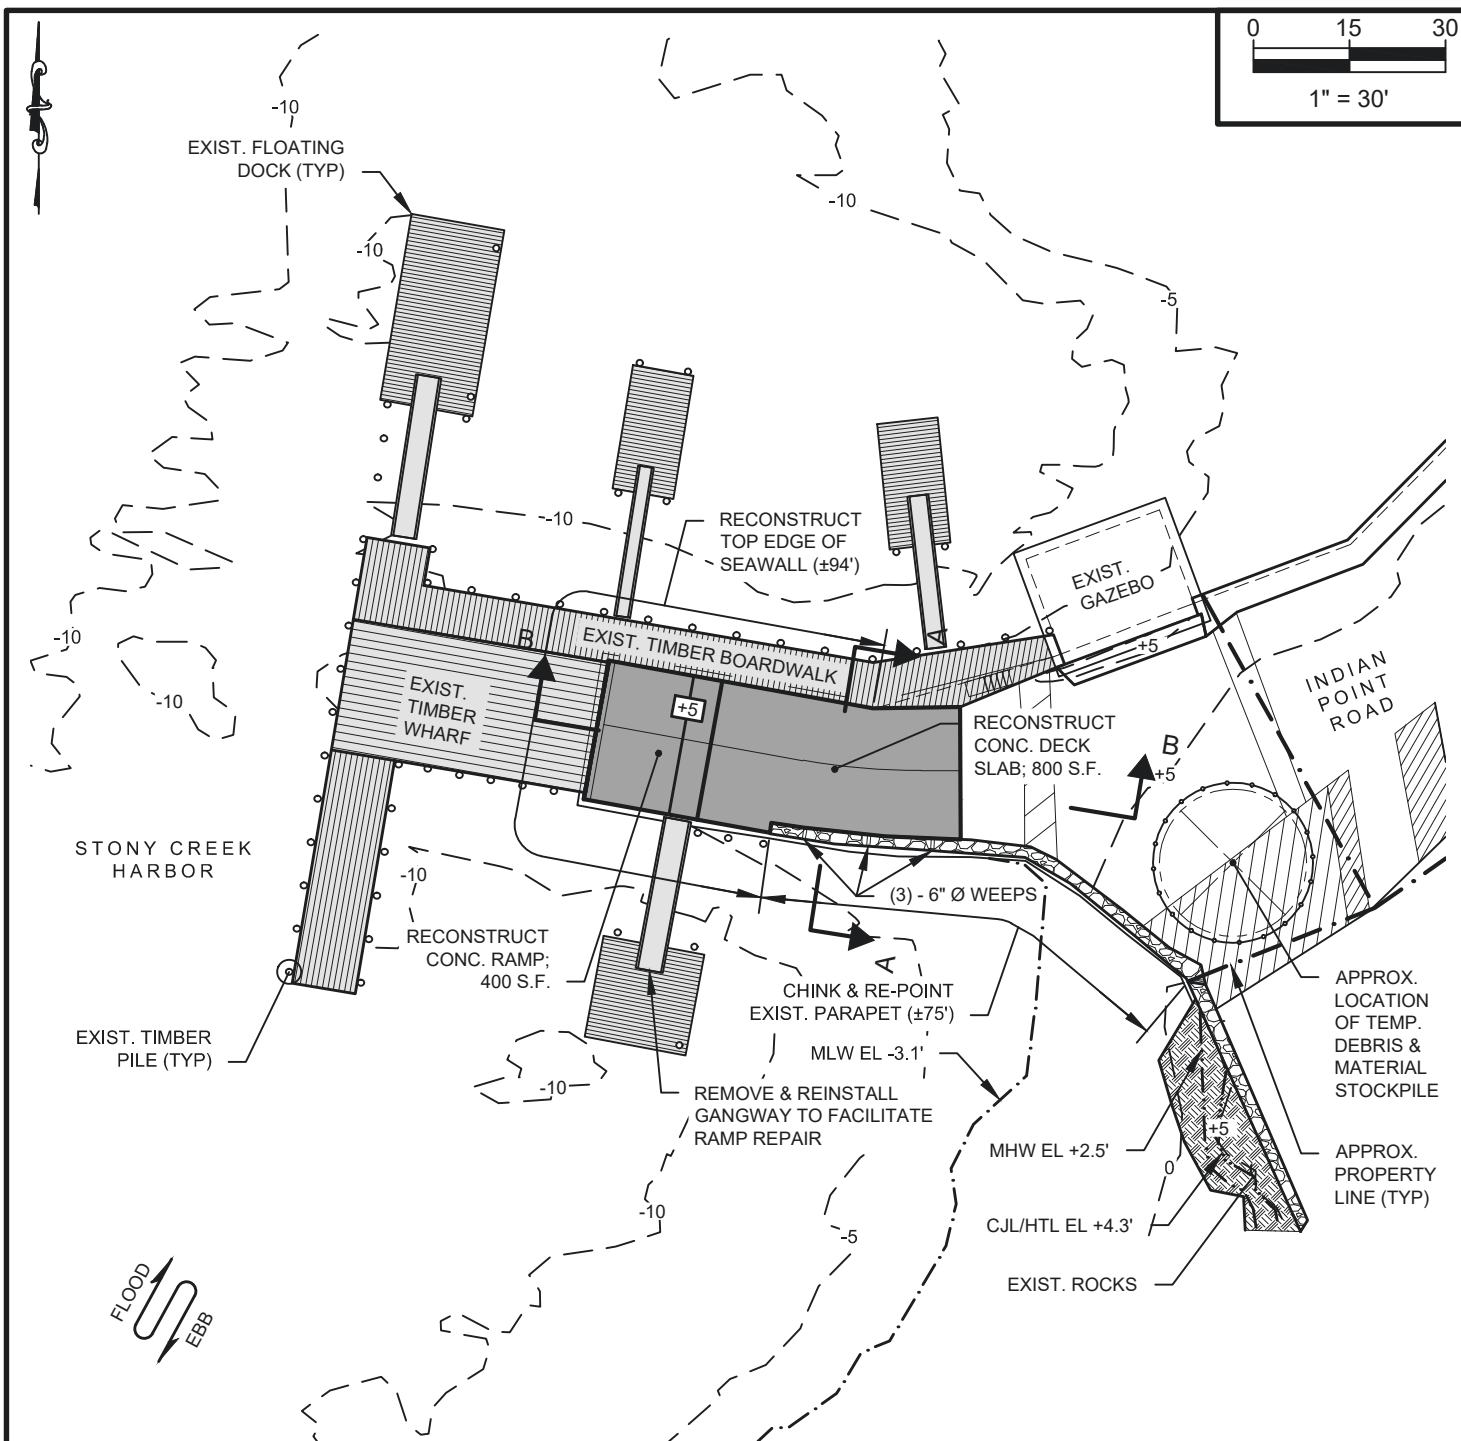 0 15 30
1" = 30'
-10
EXIST. FLOATING
DOCK (TYP)
-10
-10
-5
-10
RECONSTRUCT
TOP EDGE OF
SEAWALL (±94')
EXIST.
GAZEBO
-10
B
EXIST. TIMBER BOARDWALK
A
+5
INDIAN
POINT
ROAD
-10
EXIST.
TIMBER
WHARF
+5
RECONSTRUCT
CONC. DECK
SLAB; 800 S.F.
B
+5
STONY CREEK
HARBOR
-10
(3) - 6" Ø WEEPS
RECONSTRUCT
CONC. RAMP;
400 S.F.
A
CHINK & RE-POINT
EXIST. PARAPET (±75')
APPROX.
LOCATION
OF TEMP.
DEBRIS &
MATERIAL
STOCKPILE
EXIST. TIMBER
PILE (TYP)
MLW EL -3.1'
-10
REMOVE & REINSTALL
GANGWAY TO FACILITATE
RAMP REPAIR
+5
MHW EL +2.5'
0
APPROX.
PROPERTY
LINE (TYP)
-10
-5
CJL/HTL EL +4.3'
EXIST. ROCKS
FLOOD
EBB